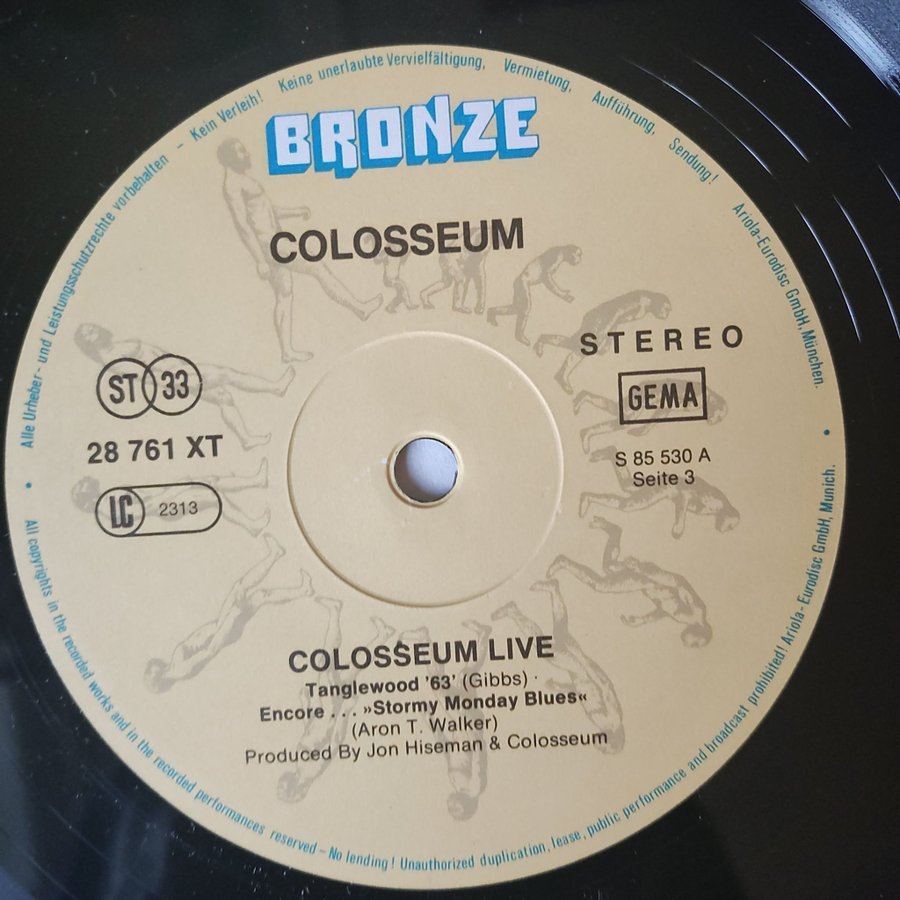 Alle Urheber- und Leistungsschutzrechte vorbehalten – Kein Verleih! Keine unerlaubte Vervielfältigung, Vermietung, Aufführung, Sendung! Ariola-Eurodisc GmbH, München.
BRONZE
COLOSSEUM
STEREO
ST 33
GEMA
28 761 XT
S 85 530 A
Seite 3
LC 2313
COLOSSEUM LIVE
Tanglewood '63' (Gibbs) ·
Encore . . . »Stormy Monday Blues«
(Aron T. Walker)
Produced By Jon Hiseman & Colosseum
All copyrights in the recorded works and in the recorded performances reserved – No lending! Unauthorized duplication, lease, public performance and broadcast prohibited! Ariola-Eurodisc GmbH, Munich.